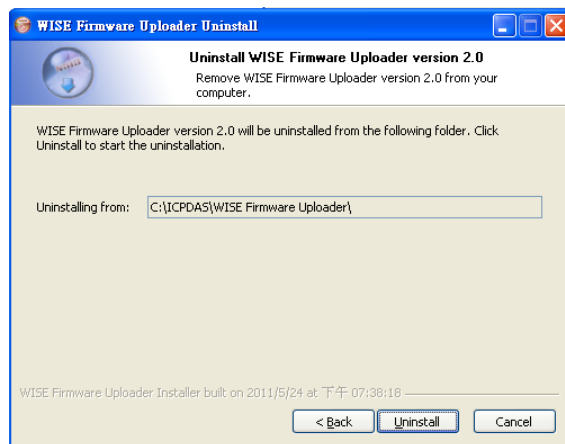 WISE Firmware Uploader Uninstall
Uninstall WISE Firmware Uploader version 2.0
Remove WISE Firmware Uploader version 2.0 from your
computer.
WISE Firmware Uploader version 2.0 will be uninstalled from the following folder. Click
Uninstall to start the uninstallation.
Uninstalling from: C:\ICPDAS\WISE Firmware Uploader\
WISE Firmware Uploader Installer built on 2011/5/24 at 下午 07:38:18
< Back Uninstall Cancel